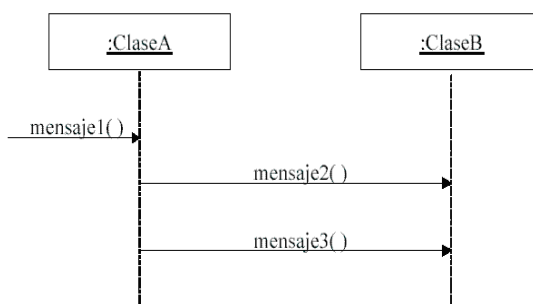 :ClaseA
:ClaseB
mensaje1( )
mensaje2( )
mensaje3( )